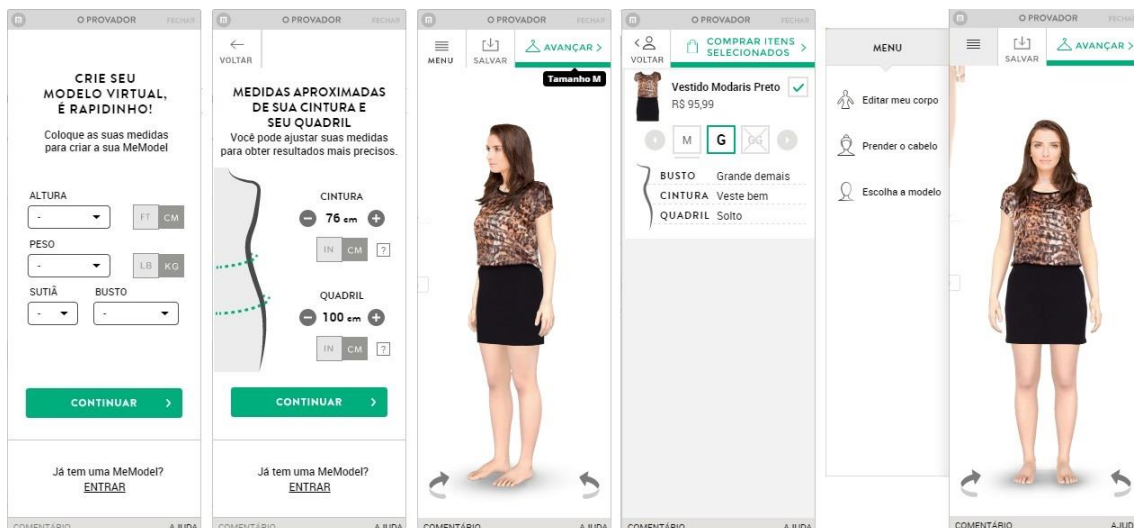 O PROVADOR
FECHAR
CRIE SEU
MODELO VIRTUAL,
É RAPIDINHO!
Coloque as suas medidas
para criar a sua MeModel
ALTURA
-
FT CM
PESO
-
LB KG
SUTIÃ BUSTO
- -
CONTINUAR >
Já tem uma MeModel?
ENTRAR
COMENTÁRIO AJUDA
O PROVADOR
FECHAR
←
VOLTAR
MEDIDAS APROXIMADAS
DE SUA CINTURA E
SEU QUADRIL
Você pode ajustar suas medidas
para obter resultados mais precisos.
CINTURA
76 cm
IN CM ?
QUADRIL
100 cm
IN CM ?
CONTINUAR >
Já tem uma MeModel?
ENTRAR
COMENTÁRIO AJUDA
O PROVADOR
FECHAR
MENU
SALVAR
AVANÇAR >
Tamanho M
COMENTÁRIO AJUDA
O PROVADOR
FECHAR
VOLTAR
COMPRAR ITENS
SELECIONADOS >
Vestido Modaris Preto
R$ 95,99
M G GG
BUSTO Grande demais
CINTURA Veste bem
QUADRIL Solto
COMENTÁRIO AJUDA
MENU
Editar meu corpo
Prender o cabelo
Escolha a modelo
O PROVADOR
FECHAR
SALVAR
AVANÇAR >
COMENTÁRIO AJUDA